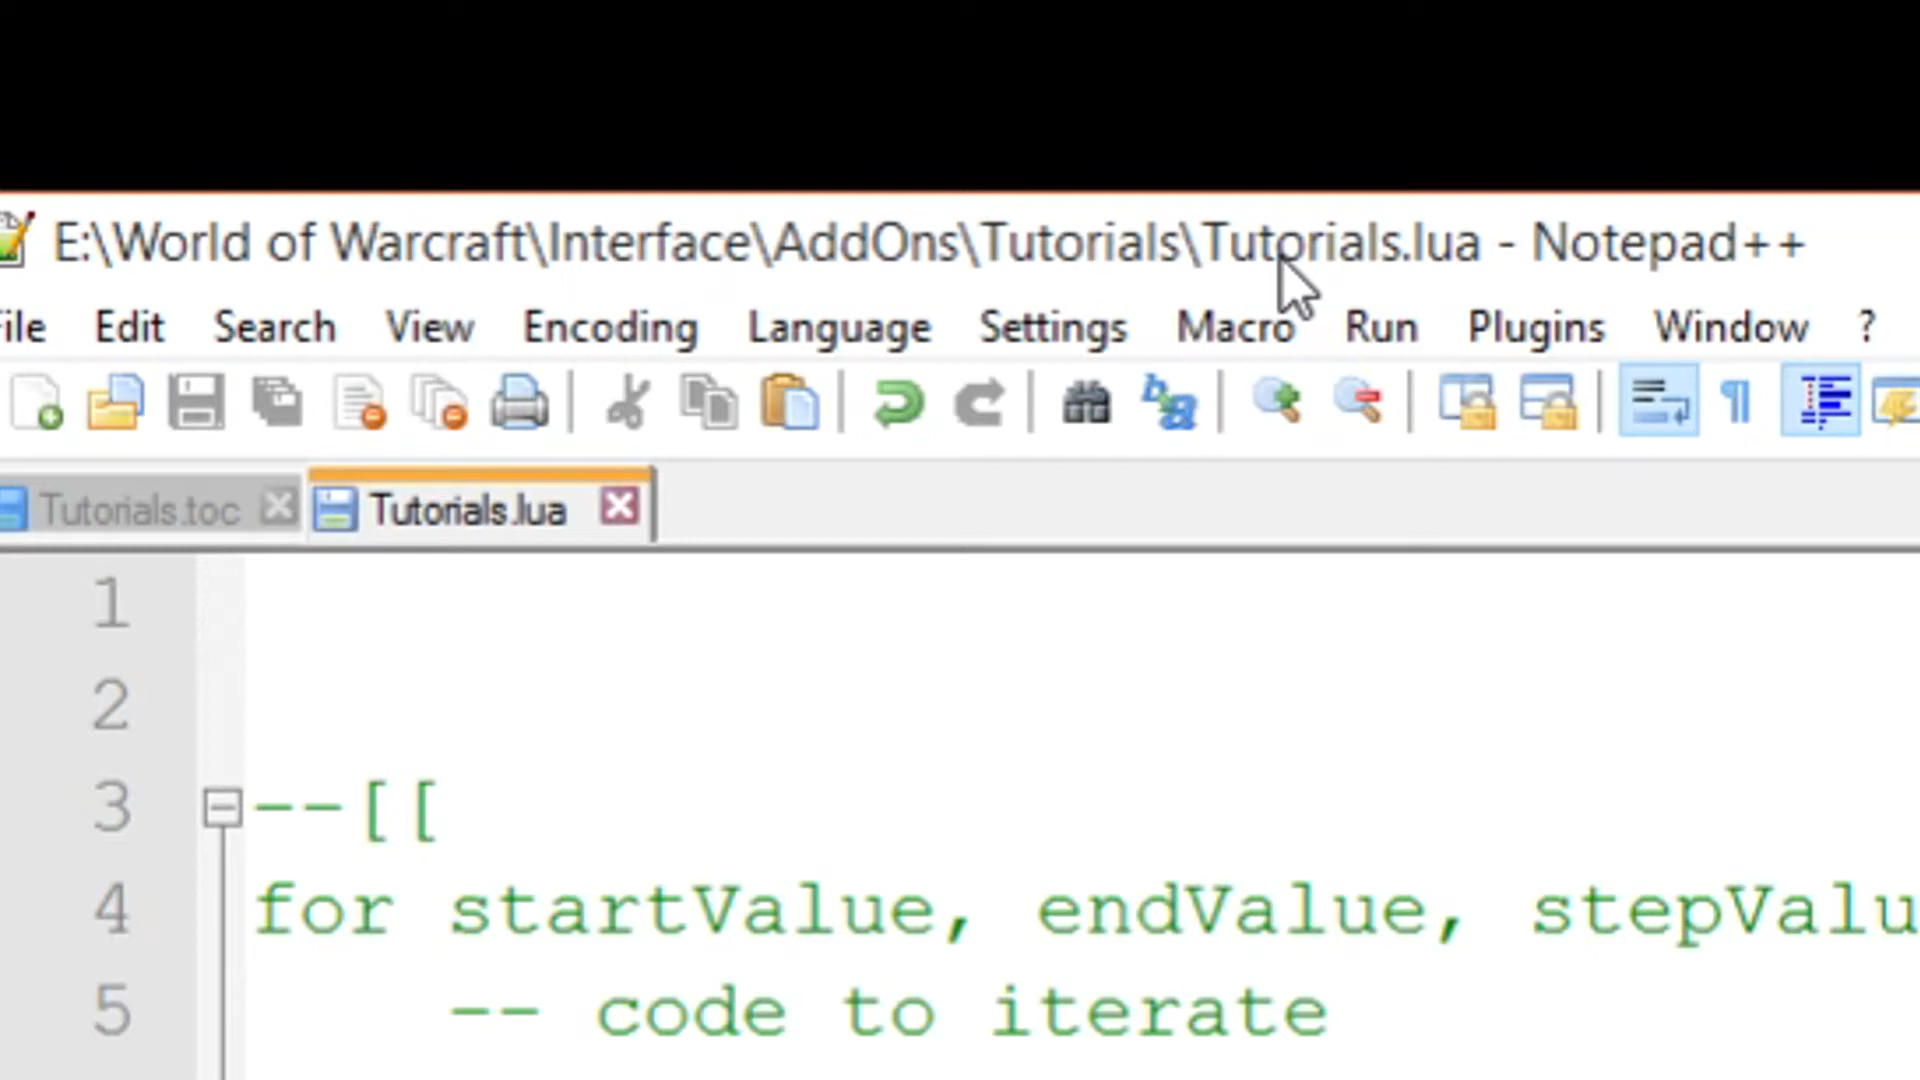 E:\World of Warcraft\Interface\AddOns\Tutorials\Tutorials.lua - Notepad++
ile Edit Search View Encoding Language Settings Macro Run Plugins Window ?
Tutorials.toc Tutorials.lua
1
2
3 --[[
4 for startValue, endValue, stepValu
5 -- code to iterate